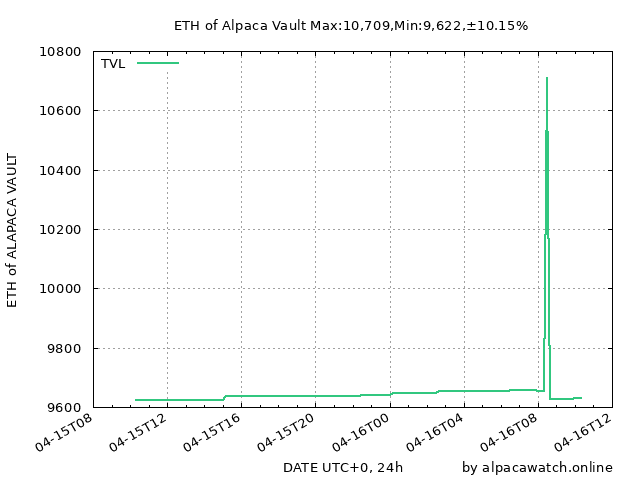 ETH of Alpaca Vault Max:10,709,Min:9,622,±10.15%
TVL
10800
10600
10400
10200
10000
9800
9600
ETH of ALAPACA VAULT
04-15T08
04-15T12
04-15T16
04-15T20
04-16T00
04-16T04
04-16T08
04-16T12
DATE UTC+0, 24h
by alpacawatch.online